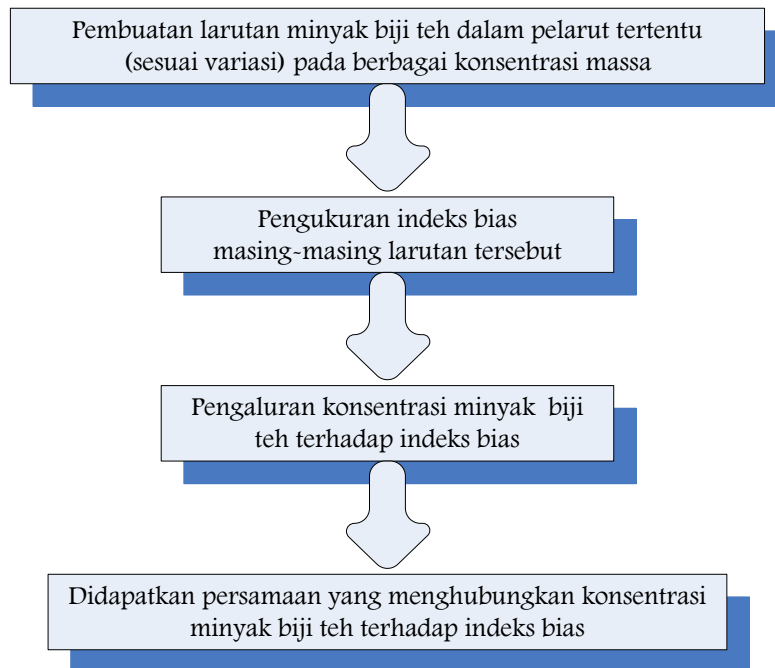 Pembuatan larutan minyak biji teh dalam pelarut tertentu
(sesuai variasi) pada berbagai konsentrasi massa
Pengukuran indeks bias
masing-masing larutan tersebut
Pengaluran konsentrasi minyak biji
teh terhadap indeks bias
Didapatkan persamaan yang menghubungkan konsentrasi
minyak biji teh terhadap indeks bias